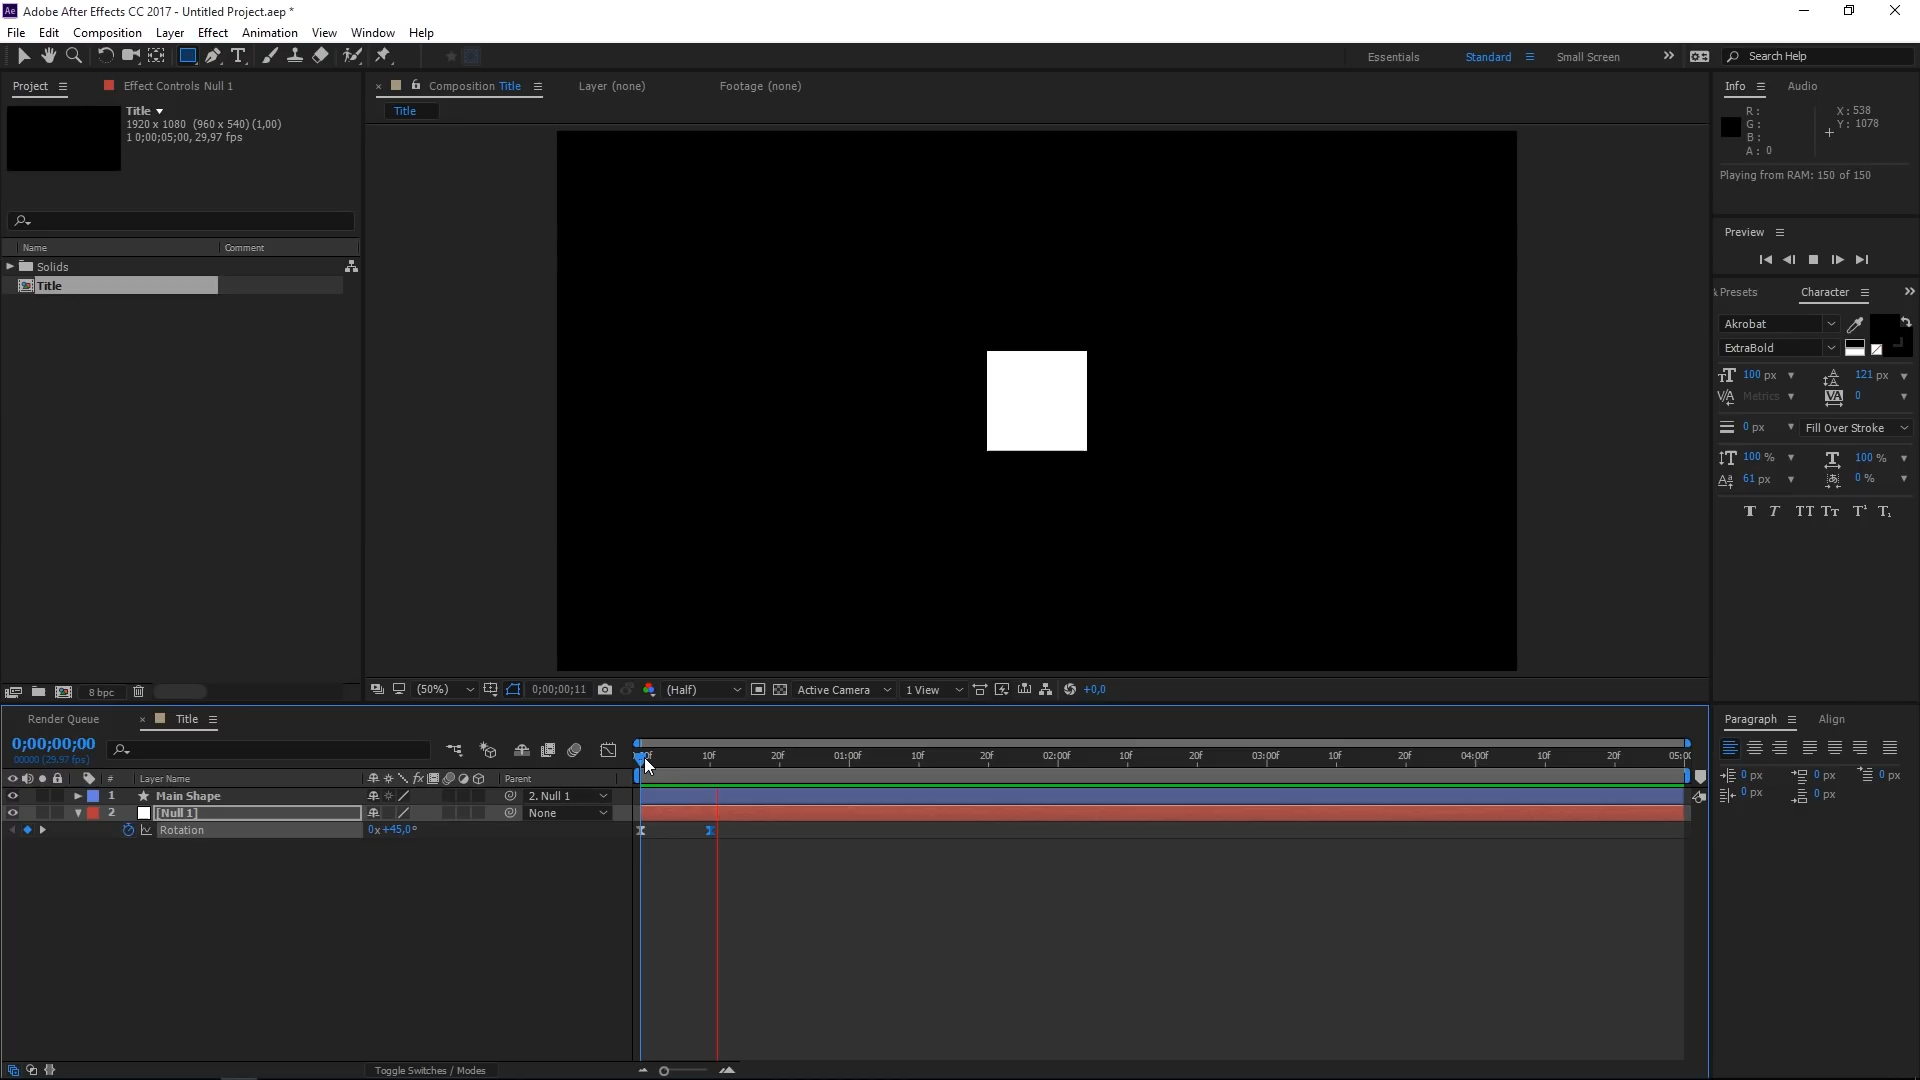 Ae Adobe After Effects CC 2017 - Untitled Project.aep *
File Edit Composition Layer Effect Animation View Window Help
Essentials Standard Small Screen Search Help
Project Effect Controls Null 1
Composition Title Layer (none) Footage (none)
Info Audio
Title
1920 x 1080 (960 x 540) (1,00)
1 0;00;05;00, 29,97 fps
Title
R:
G:
B:
A: 0
X: 538
Y: 1078
Playing from RAM: 150 of 150
Preview
Name Comment
Solids
Title
& Presets Character
Akrobat
ExtraBold
100 px 121 px
Metrics 0
0 px Fill Over Stroke
100 % 100 %
61 px 0 %
T T TT Tт T¹ T₁
8 bpc
(50%) 0;00;00;11 (Half) Active Camera 1 View +0,0
Render Queue Title
0;00;00;00
00000 (29.97 fps)
10f 20f 01:00f 10f 20f 02:00f 10f 20f 03:00f 10f 20f 04:00f 10f 20f 05:00
# Layer Name Parent
1 Main Shape 2. Null 1
2 [Null 1] None
Rotation 0x+45,0°
Toggle Switches / Modes
Paragraph Align
0 px 0 px 0 px
0 px 0 px